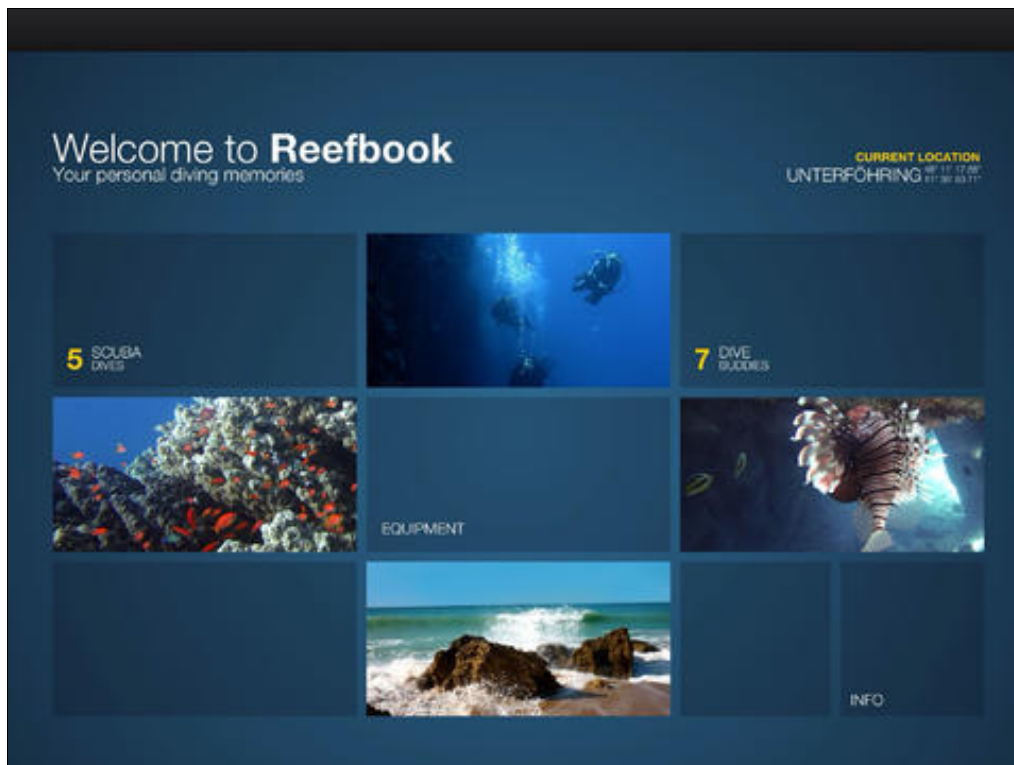 Welcome to Reefbook
Your personal diving memories
CURRENT LOCATION
UNTERFÖHRING
5 SCUBA
DIVES
7 DIVE
BUDDIES
EQUIPMENT
INFO